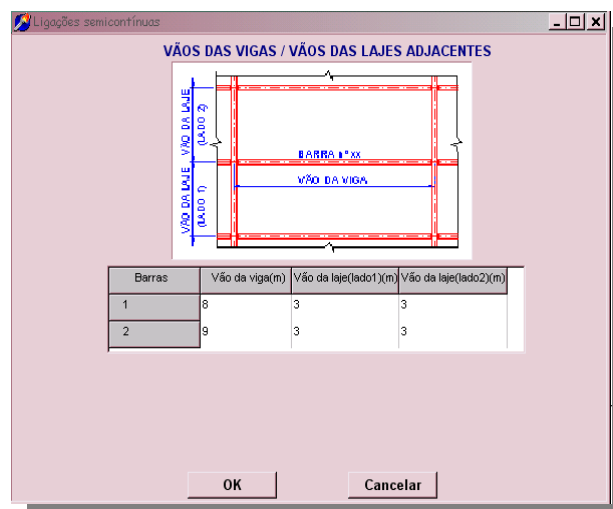 Ligações semicontínuas
VÃOS DAS VIGAS / VÃOS DAS LAJES ADJACENTES
VÃO DA LAJE
(LADO 2)
BARRA nº xx
VÃO DA VIGA
VÃO DA LAJE
(LADO 1)
Barras Vão da viga(m) Vão da laje(lado1)(m) Vão da laje(lado2)(m)
1 8 3 3
2 9 3 3
OK Cancelar